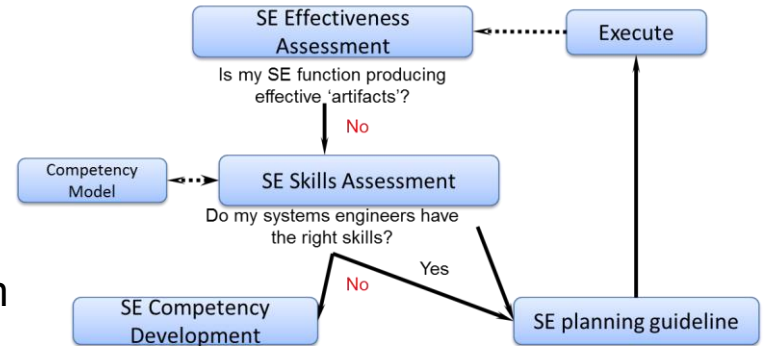 SE Effectiveness
Assessment
Execute
Is my SE function producing
effective ‘artifacts’?
No
Competency
Model
SE Skills Assessment
Do my systems engineers have
the right skills?
Yes
No
SE Competency
Development
SE planning guideline